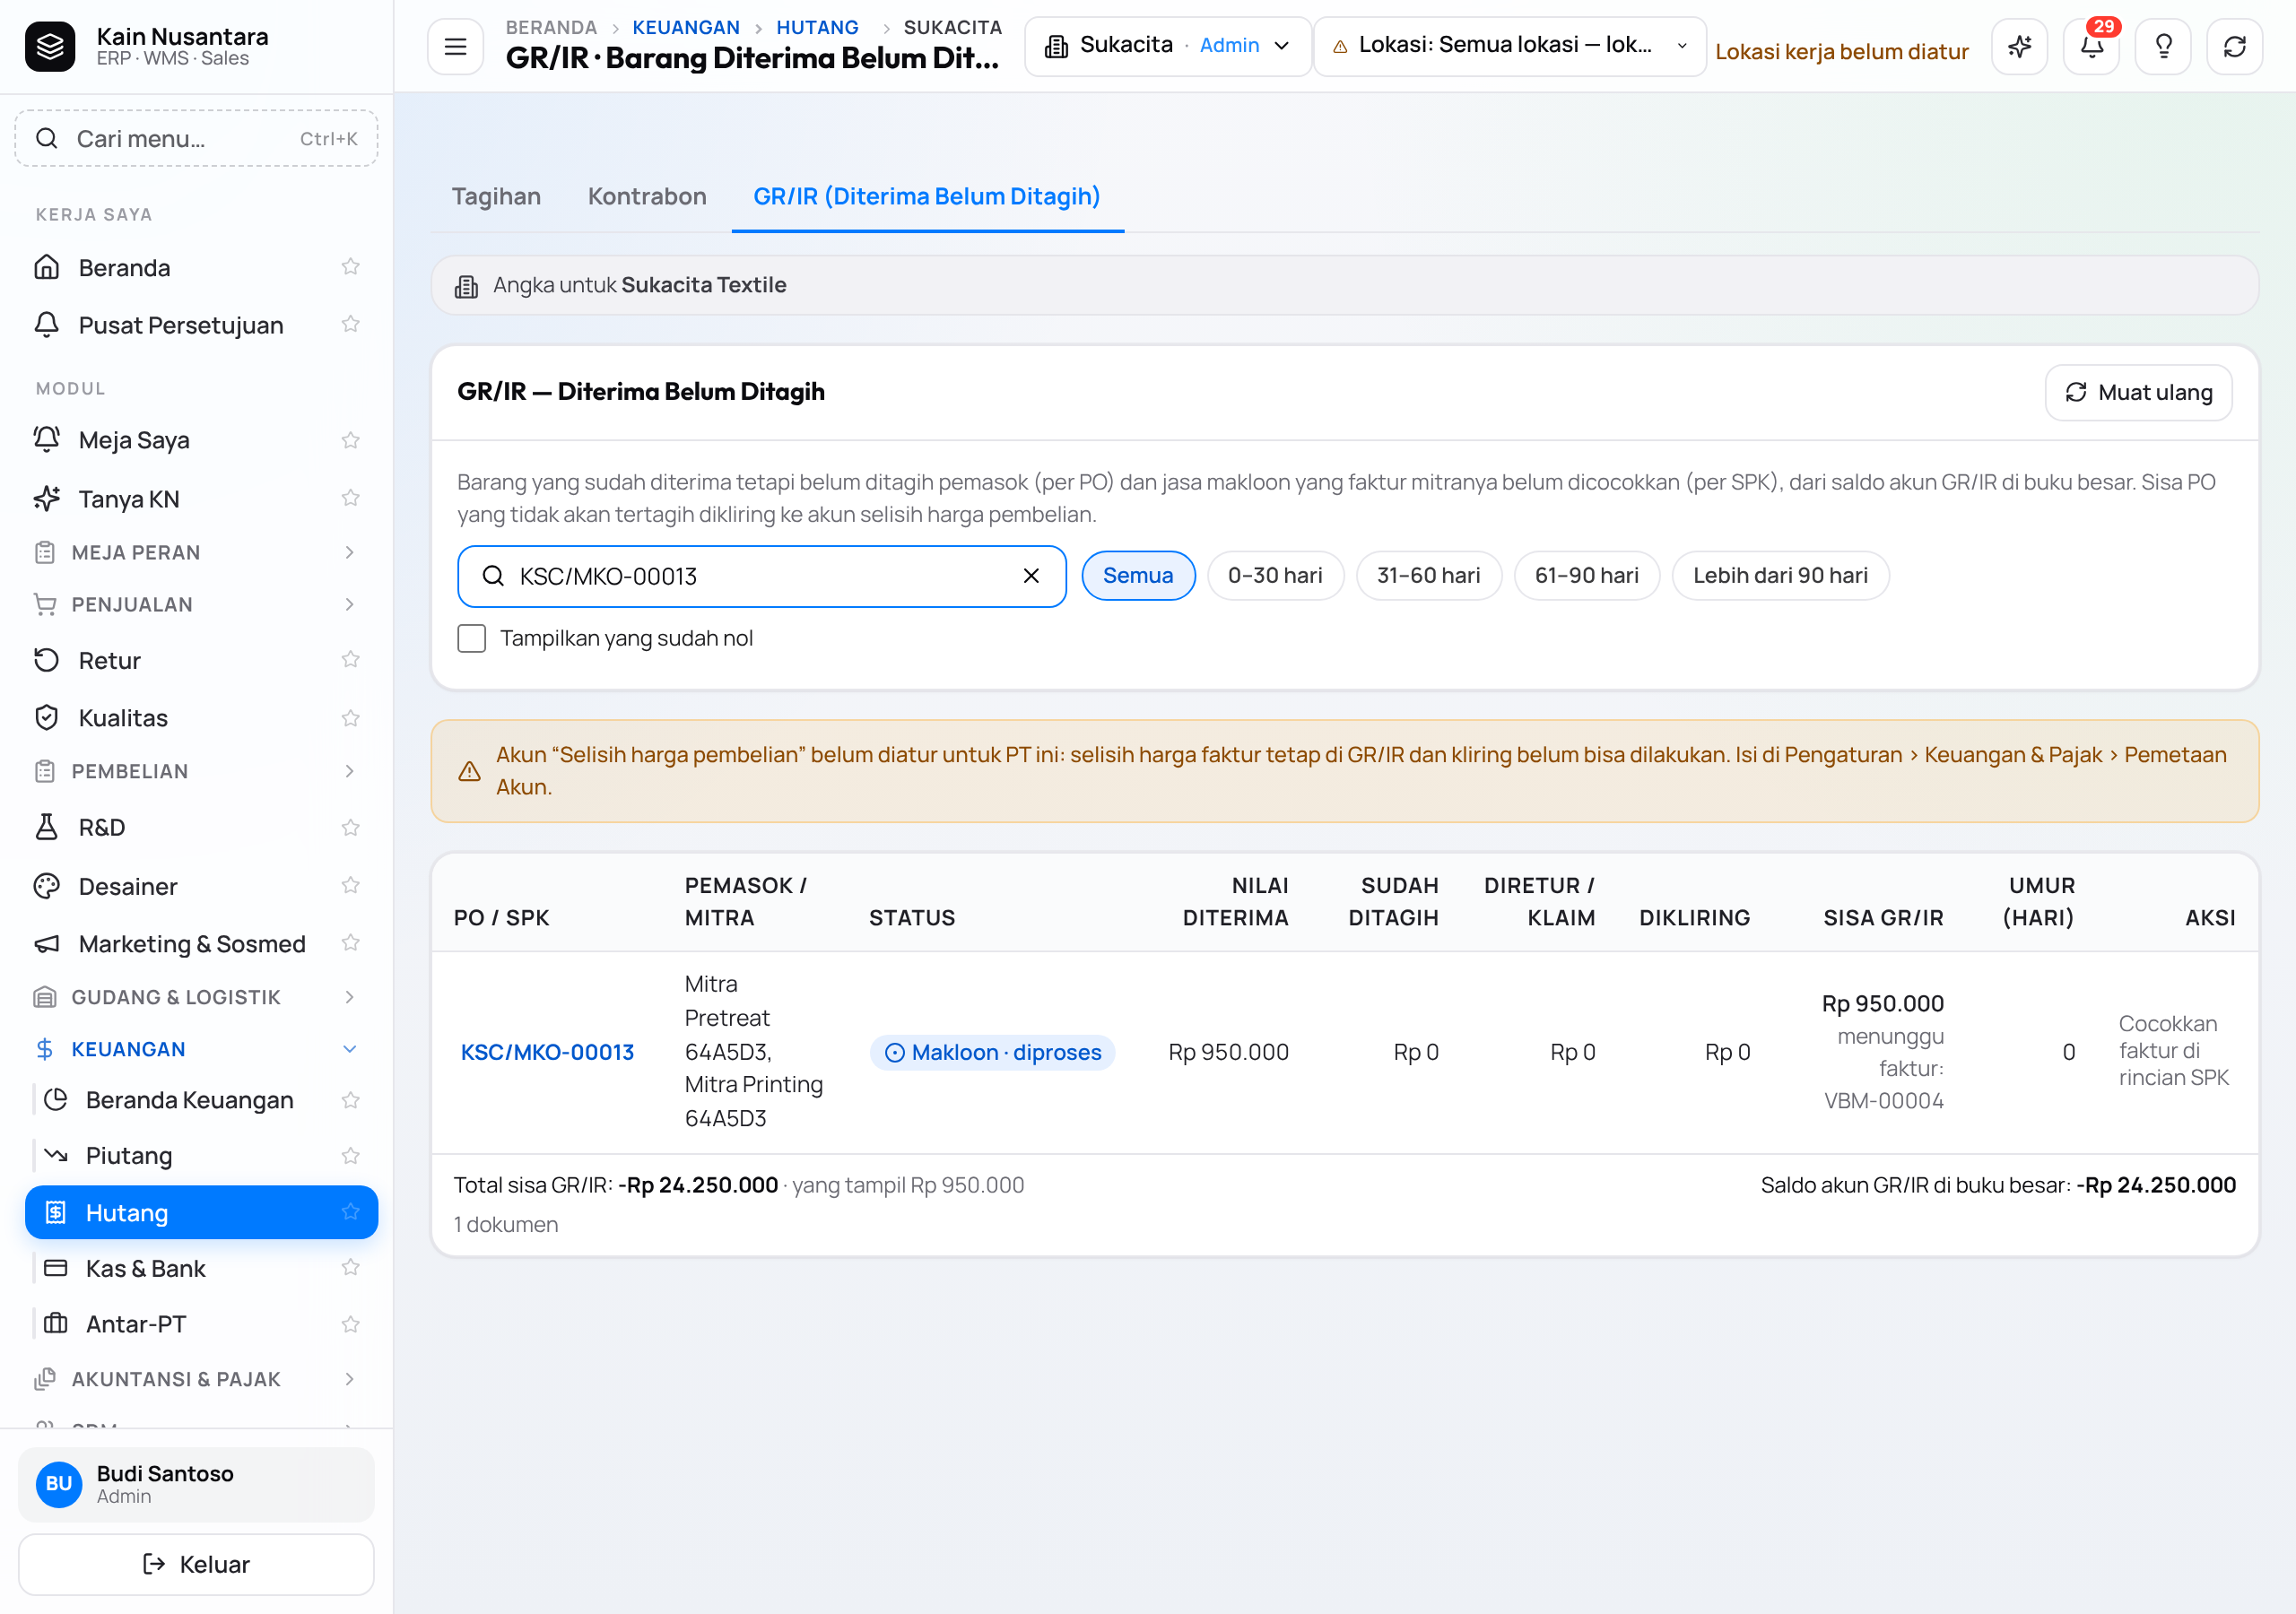 Kain Nusantara
ERP · WMS · Sales
Cari menu...
Ctrl+K
KERJA SAYA
Beranda
Pusat Persetujuan
MODUL
Meja Saya
Tanya KN
MEJA PERAN
PENJUALAN
Retur
Kualitas
PEMBELIAN
R&D
Desainer
Marketing & Sosmed
GUDANG & LOGISTIK
KEUANGAN
Beranda Keuangan
Piutang
Hutang
Kas & Bank
Antar-PT
AKUNTANSI & PAJAK
BU
Budi Santoso
Admin
Keluar
BERANDA > KEUANGAN > HUTANG > SUKACITA
GR/IR · Barang Diterima Belum Dit...
Sukacita · Admin
Lokasi: Semua lokasi — lok...
Lokasi kerja belum diatur
29
Tagihan
Kontrabon
GR/IR (Diterima Belum Ditagih)
Angka untuk Sukacita Textile
GR/IR — Diterima Belum Ditagih
Muat ulang
Barang yang sudah diterima tetapi belum ditagih pemasok (per PO) dan jasa makloon yang faktur mitranya belum dicocokkan (per SPK), dari saldo akun GR/IR di buku besar. Sisa PO
yang tidak akan tertagih dikliring ke akun selisih harga pembelian.
KSC/MKO-00013
Semua
0–30 hari
31–60 hari
61–90 hari
Lebih dari 90 hari
Tampilkan yang sudah nol
Akun “Selisih harga pembelian” belum diatur untuk PT ini: selisih harga faktur tetap di GR/IR dan kliring belum bisa dilakukan. Isi di Pengaturan > Keuangan & Pajak > Pemetaan
Akun.
PO / SPK
PEMASOK /
MITRA
STATUS
NILAI
DITERIMA
SUDAH
DITAGIH
DIRETUR /
KLAIM
DIKLIRING
SISA GR/IR
UMUR
(HARI)
AKSI
KSC/MKO-00013
Mitra
Pretreat
64A5D3,
Mitra Printing
64A5D3
Makloon · diproses
Rp 950.000
Rp 0
Rp 0
Rp 0
Rp 950.000
menunggu
faktur:
VBM-00004
0
Cocokkan
faktur di
rincian SPK
Total sisa GR/IR: -Rp 24.250.000 · yang tampil Rp 950.000
Saldo akun GR/IR di buku besar: -Rp 24.250.000
1 dokumen